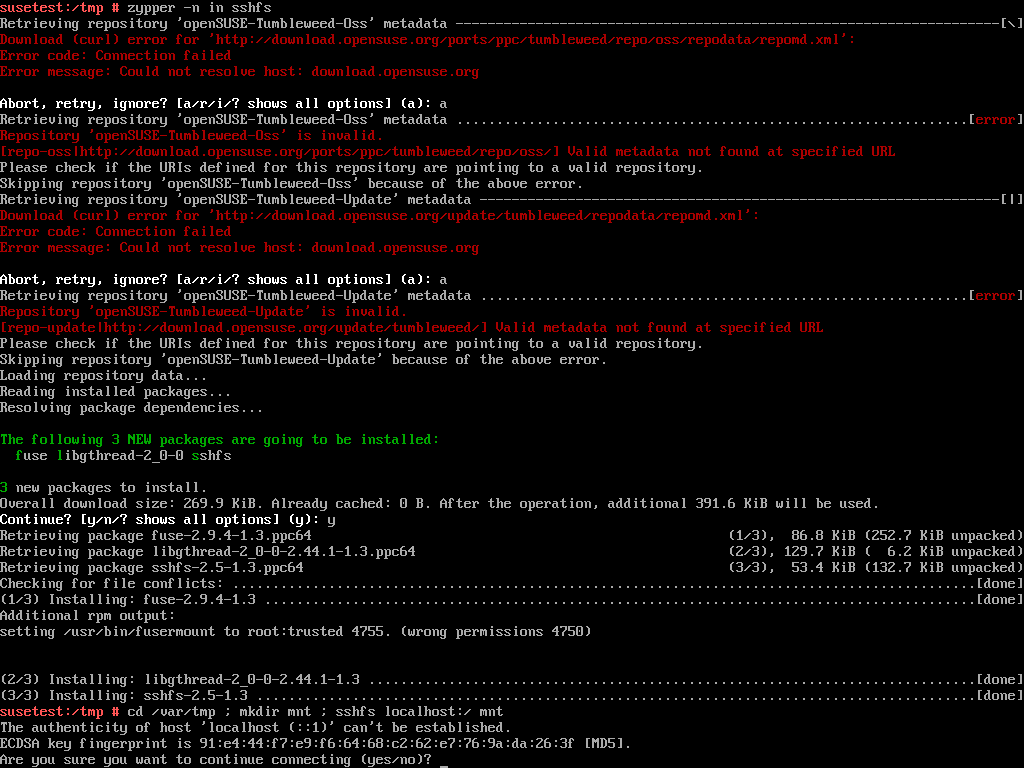 susetest:/tmp # zypper -n in sshfs
Retrieving repository 'openSUSE-Tumbleweed-Oss' metadata --------------------------------------------------------------------[\]
Download (curl) error for 'http://download.opensuse.org/ports/ppc/tumbleweed/repo/oss/repodata/repomd.xml':
Error code: Connection failed
Error message: Could not resolve host: download.opensuse.org
Abort, retry, ignore? [a/r/i/? shows all options] (a): a
Retrieving repository 'openSUSE-Tumbleweed-Oss' metadata ................................................................[error]
Repository 'openSUSE-Tumbleweed-Oss' is invalid.
[repo-oss|http://download.opensuse.org/ports/ppc/tumbleweed/repo/oss/] Valid metadata not found at specified URL
Please check if the URIs defined for this repository are pointing to a valid repository.
Skipping repository 'openSUSE-Tumbleweed-Oss' because of the above error.
Retrieving repository 'openSUSE-Tumbleweed-Update' metadata -----------------------------------------------------------------[|]
Download (curl) error for 'http://download.opensuse.org/update/tumbleweed/repodata/repomd.xml':
Error code: Connection failed
Error message: Could not resolve host: download.opensuse.org
Abort, retry, ignore? [a/r/i/? shows all options] (a): a
Retrieving repository 'openSUSE-Tumbleweed-Update' metadata .............................................................[error]
Repository 'openSUSE-Tumbleweed-Update' is invalid.
[repo-update|http://download.opensuse.org/update/tumbleweed/] Valid metadata not found at specified URL
Please check if the URIs defined for this repository are pointing to a valid repository.
Skipping repository 'openSUSE-Tumbleweed-Update' because of the above error.
Loading repository data...
Reading installed packages...
Resolving package dependencies...
The following 3 NEW packages are going to be installed:
  fuse libgthread-2_0-0 sshfs
3 new packages to install.
Overall download size: 269.9 KiB. Already cached: 0 B. After the operation, additional 391.6 KiB will be used.
Continue? [y/n/? shows all options] (y): y
Retrieving package fuse-2.9.4-1.3.ppc64 (1/3),  86.8 KiB (252.7 KiB unpacked)
Retrieving package libgthread-2_0-0-2.44.1-1.3.ppc64 (2/3), 129.7 KiB (  6.2 KiB unpacked)
Retrieving package sshfs-2.5-1.3.ppc64 (3/3),  53.4 KiB (132.7 KiB unpacked)
Checking for file conflicts: .............................................................................................[done]
(1/3) Installing: fuse-2.9.4-1.3 .........................................................................................[done]
Additional rpm output:
setting /usr/bin/fusermount to root:trusted 4755. (wrong permissions 4750)
(2/3) Installing: libgthread-2_0-0-2.44.1-1.3 ............................................................................[done]
(3/3) Installing: sshfs-2.5-1.3 ..........................................................................................[done]
susetest:/tmp # cd /var/tmp ; mkdir mnt ; sshfs localhost:/ mnt
The authenticity of host 'localhost (::1)' can't be established.
ECDSA key fingerprint is 91:e4:44:f7:e9:f6:64:68:c2:62:e7:76:9a:da:26:3f [MD5].
Are you sure you want to continue connecting (yes/no)? _